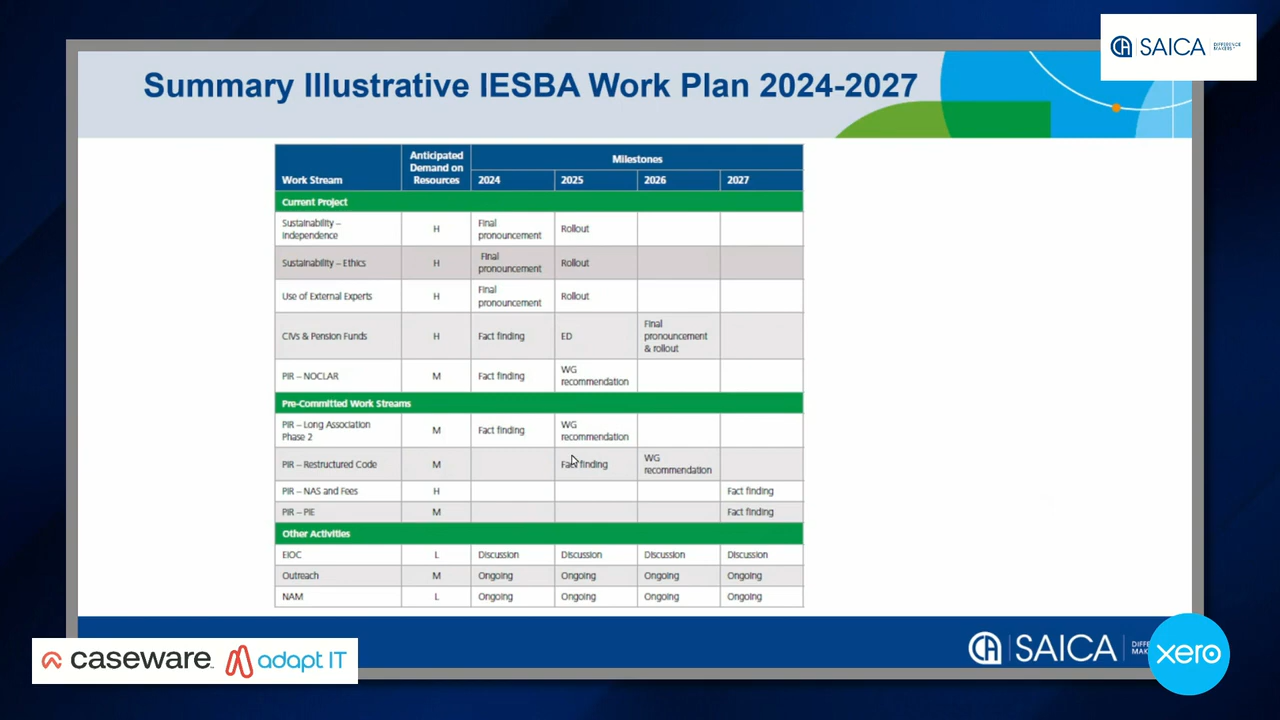 SAICA
DIFFERENCE
MAKERS
Summary Illustrative IESBA Work Plan 2024-2027
Work Stream
Anticipated
Demand on
Resources
Milestones
2024 2025 2026 2027
Current Project
Sustainability –
Independence
H
Final
pronouncement
Rollout
Sustainability – Ethics
H
Final
pronouncement
Rollout
Use of External Experts
H
Final
pronouncement
Rollout
CIVs & Pension Funds
H
Fact finding
ED
Final
pronouncement
& rollout
PIR – NOCLAR
M
Fact finding
WG
recommendation
Pre-Committed Work Streams
PIR – Long Association
Phase 2
M
Fact finding
WG
recommendation
PIR – Restructured Code
M
Fact finding
WG
recommendation
PIR – NAS and Fees H Fact finding
PIR – PIE M Fact finding
Other Activities
EIOC L Discussion Discussion Discussion Discussion
Outreach M Ongoing Ongoing Ongoing Ongoing
NAM L Ongoing Ongoing Ongoing Ongoing
caseware
adapt IT
SAICA
xero